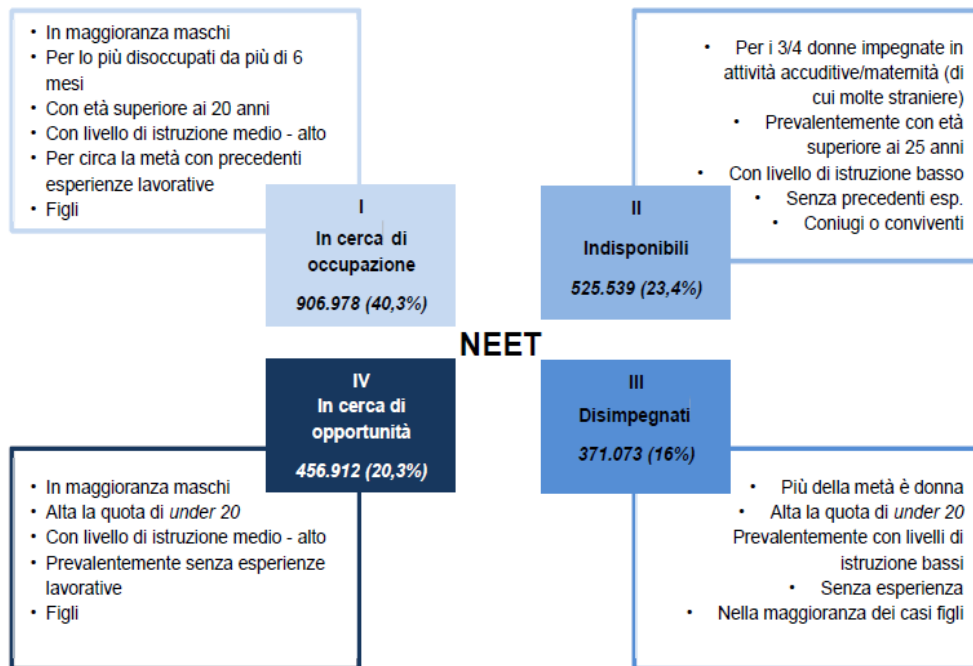 • In maggioranza maschi
• Per lo più disoccupati da più di 6
mesi
• Con età superiore ai 20 anni
• Con livello di istruzione medio - alto
• Per circa la metà con precedenti
esperienze lavorative
• Figli
I
In cerca di
occupazione
906.978 (40,3%)
• Per i 3/4 donne impegnate in
attività accuditive/maternità (di
cui molte straniere)
• Prevalentemente con età
superiore ai 25 anni
• Con livello di istruzione basso
• Senza precedenti esp.
• Coniugi o conviventi
II
Indisponibili
525.539 (23,4%)
NEET
IV
In cerca di
opportunità
456.912 (20,3%)
• In maggioranza maschi
• Alta la quota di under 20
• Con livello di istruzione medio - alto
• Prevalentemente senza esperienze
lavorative
• Figli
III
Disimpegnati
371.073 (16%)
• Più della metà è donna
• Alta la quota di under 20
Prevalentemente con livelli di
istruzione bassi
• Senza esperienza
• Nella maggioranza dei casi figli